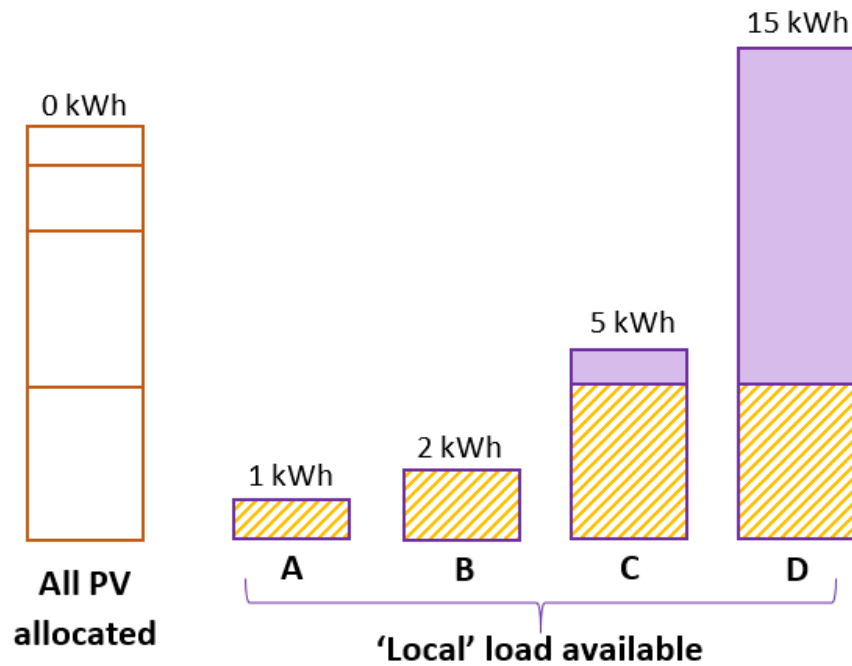 15 kWh
0 kWh
5 kWh
2 kWh
1 kWh
A
B
C
D
All PV
allocated
‘Local’ load available